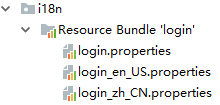 i18n
Resource Bundle 'login'
login.properties
login_en_US.properties
login_zh_CN.properties